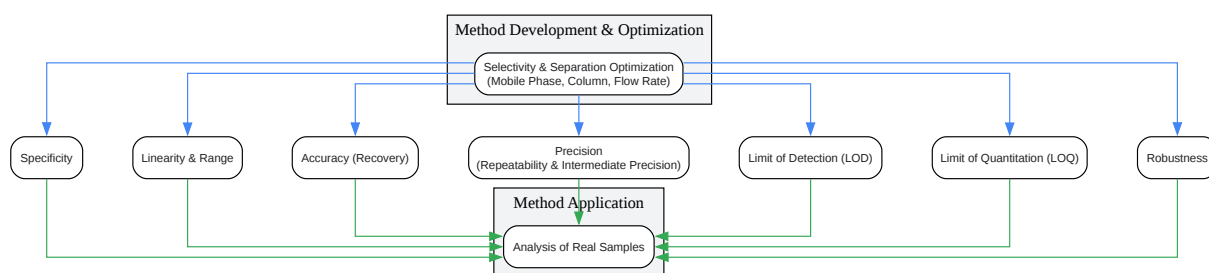 Method Development & Optimization
Selectivity & Separation Optimization
(Mobile Phase, Column, Flow Rate)
Specificity
Linearity & Range
Accuracy (Recovery)
Precision
(Repeatability & Intermediate Precision)
Limit of Detection (LOD)
Limit of Quantitation (LOQ)
Robustness
Method Application
Analysis of Real Samples